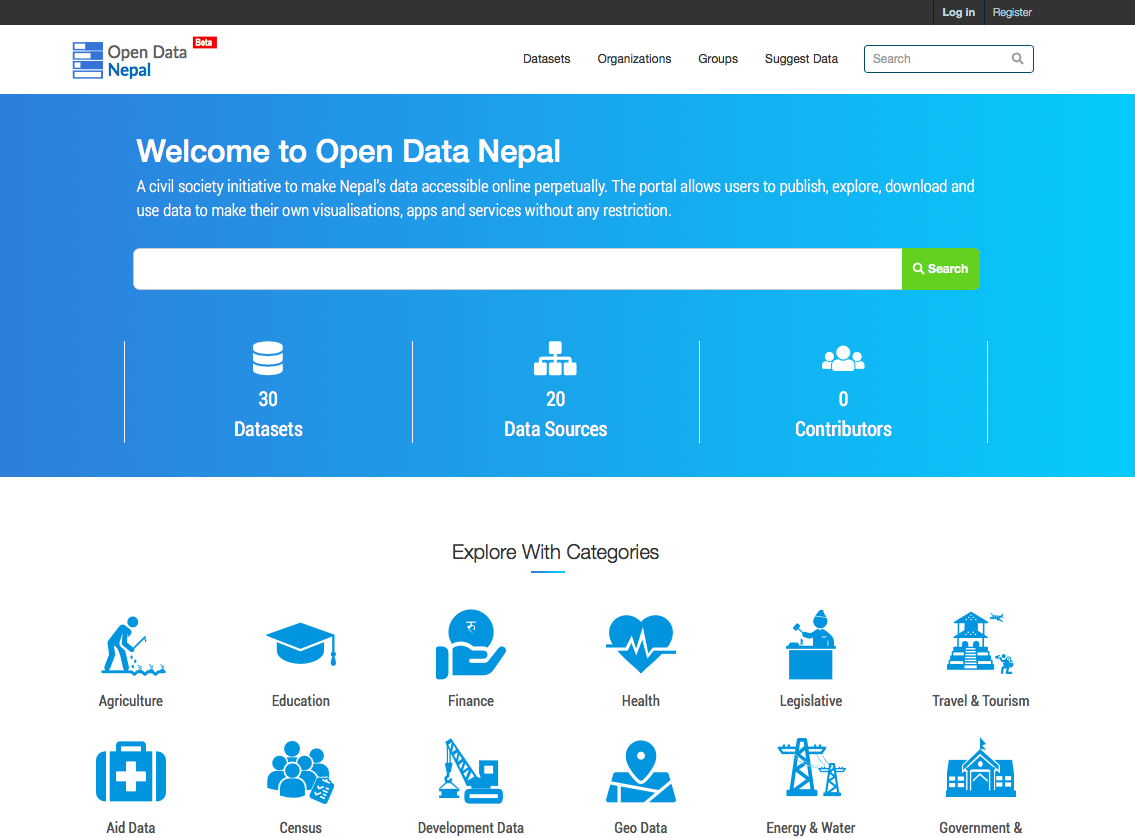 Log in
Register
Open Data
Nepal
Beta
Datasets
Organizations
Groups
Suggest Data
Search
Welcome to Open Data Nepal
A civil society initiative to make Nepal's data accessible online perpetually. The portal allows users to publish, explore, download and
use data to make their own visualisations, apps and services without any restriction.
Search
30
Datasets
20
Data Sources
0
Contributors
Explore With Categories
रु
Agriculture
Education
Finance
Health
Legislative
Travel & Tourism
Aid Data
Census
Development Data
Geo Data
Energy & Water
Government &